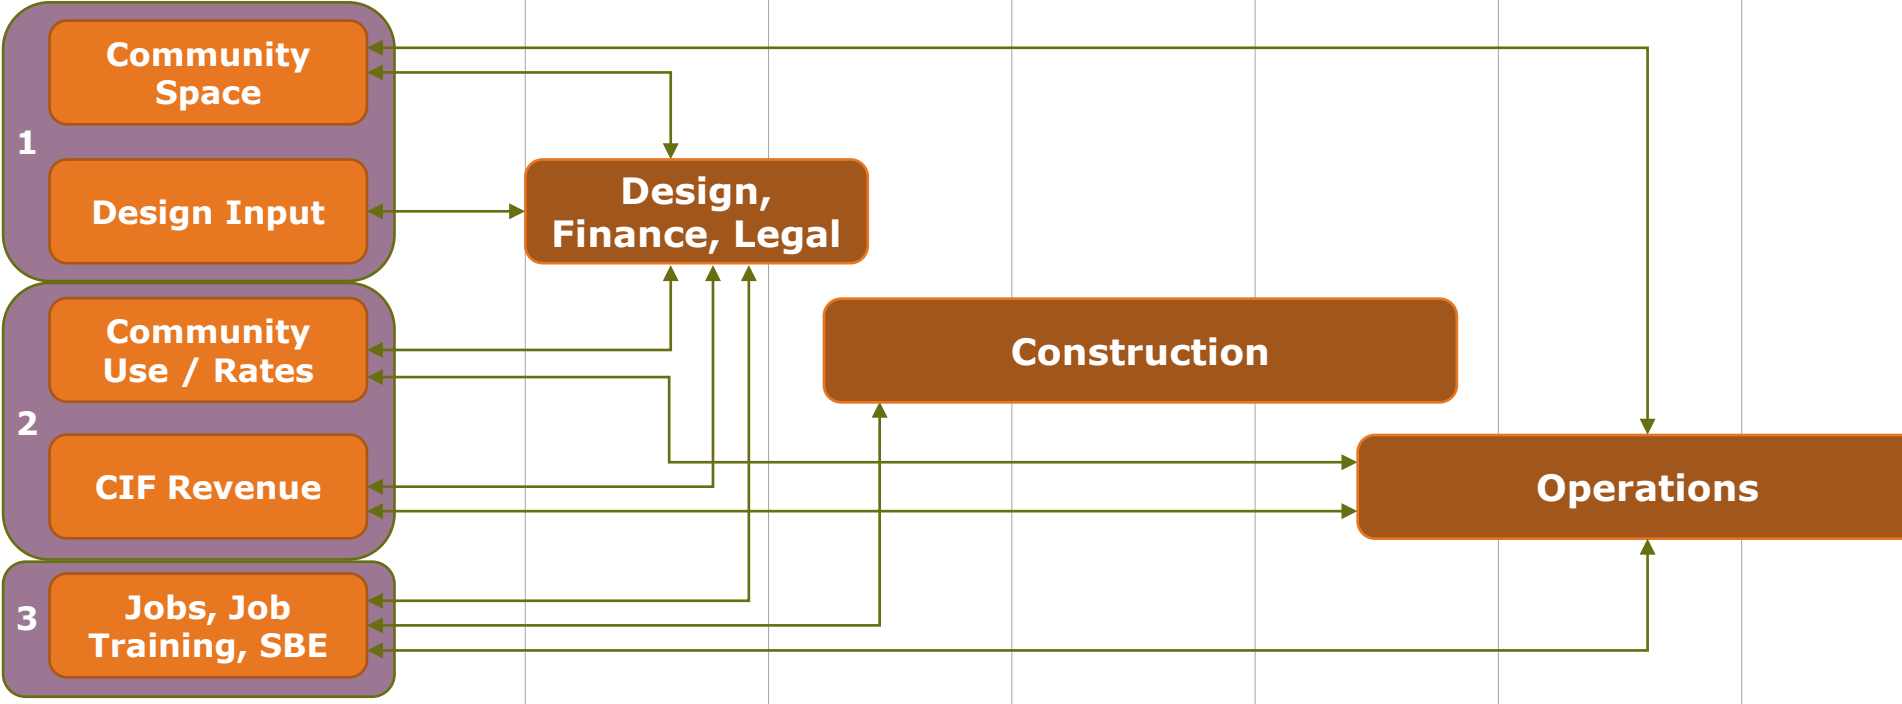 1
Community
Space
Design Input
Design,
Finance, Legal
2
Community
Use / Rates
CIF Revenue
Construction
Operations
3
Jobs, Job
Training, SBE